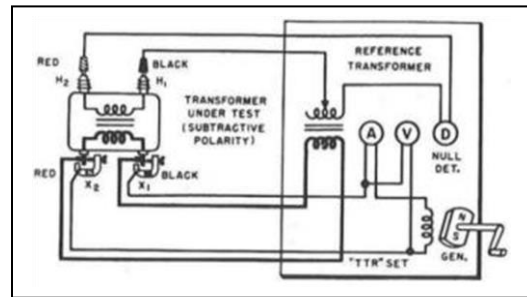 RED
BLACK
H2
H1
REFERENCE
TRANSFORMER
TRANSFORMER
UNDER TEST
(SUBTRACTIVE
POLARITY)
A
V
D
NULL
DET.
RED
X2
X1
BLACK
N
S
GEN.
"TTR" SET